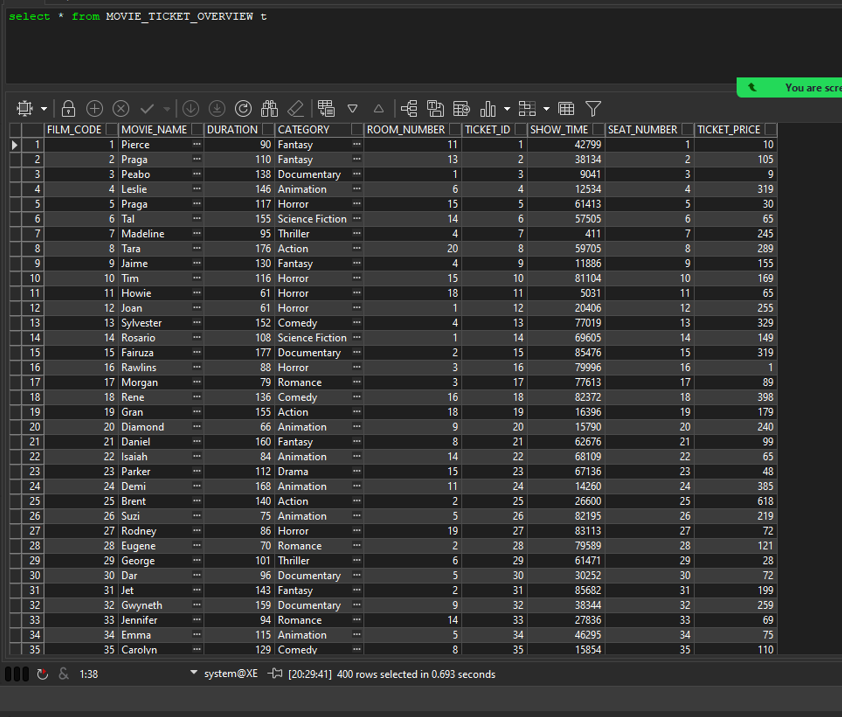 select * from MOVIE_TICKET_OVERVIEW t
You are scre
FILM_CODE MOVIE_NAME DURATION CATEGORY ROOM_NUMBER TICKET_ID SHOW_TIME SEAT_NUMBER TICKET_PRICE
1 1 Pierce ... 90 Fantasy ... 11 1 42799 1 10
2 2 Praga ... 110 Fantasy ... 13 2 38134 2 105
3 3 Peabo ... 138 Documentary ... 1 3 9041 3 9
4 4 Leslie ... 146 Animation ... 6 4 12534 4 319
5 5 Praga ... 117 Horror ... 15 5 61413 5 30
6 6 Tal ... 155 Science Fiction ... 14 6 57505 6 65
7 7 Madeline ... 95 Thriller ... 4 7 411 7 245
8 8 Tara ... 176 Action ... 20 8 59705 8 289
9 9 Jaime ... 130 Fantasy ... 4 9 11886 9 155
10 10 Tim ... 116 Horror ... 15 10 81104 10 169
11 11 Howie ... 61 Horror ... 18 11 5031 11 65
12 12 Joan ... 61 Horror ... 1 12 20406 12 255
13 13 Sylvester ... 152 Comedy ... 4 13 77019 13 329
14 14 Rosario ... 108 Science Fiction ... 1 14 69605 14 149
15 15 Fairuza ... 177 Documentary ... 2 15 85476 15 319
16 16 Rawlins ... 88 Horror ... 3 16 79996 16 1
17 17 Morgan ... 79 Romance ... 3 17 77613 17 89
18 18 Rene ... 136 Comedy ... 16 18 82372 18 398
19 19 Gran ... 155 Action ... 18 19 16396 19 179
20 20 Diamond ... 66 Animation ... 9 20 15790 20 240
21 21 Daniel ... 160 Fantasy ... 8 21 62676 21 99
22 22 Isaiah ... 84 Animation ... 14 22 68109 22 65
23 23 Parker ... 112 Drama ... 15 23 67136 23 48
24 24 Demi ... 168 Animation ... 11 24 14260 24 385
25 25 Brent ... 140 Action ... 2 25 26600 25 618
26 26 Suzi ... 75 Animation ... 5 26 82195 26 219
27 27 Rodney ... 86 Horror ... 19 27 83113 27 72
28 28 Eugene ... 70 Romance ... 2 28 79589 28 121
29 29 George ... 101 Thriller ... 6 29 61471 29 28
30 30 Dar ... 96 Documentary ... 5 30 30252 30 72
31 31 Jet ... 143 Fantasy ... 2 31 85682 31 199
32 32 Gwyneth ... 159 Documentary ... 9 32 38344 32 259
33 33 Jennifer ... 94 Romance ... 14 33 27836 33 69
34 34 Emma ... 115 Animation ... 5 34 46295 34 75
35 35 Carolyn ... 129 Comedy ... 8 35 15854 35 110
& 1:38 system@XE [20:29:41] 400 rows selected in 0.693 seconds